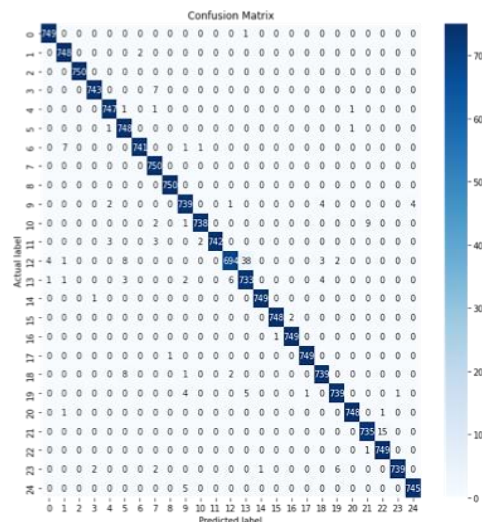 Confusion Matrix
0 749 0 0 0 0 0 0 0 0 0 0 0 0 1 0 0 0 0 0 0 0 0 0 0 0
1 0 748 0 0 0 0 2 0 0 0 0 0 0 0 0 0 0 0 0 0 0 0 0 0 0
2 0 0 750 0 0 0 0 0 0 0 0 0 0 0 0 0 0 0 0 0 0 0 0 0 0
3 0 0 0 743 0 0 0 7 0 0 0 0 0 0 0 0 0 0 0 0 0 0 0 0 0
4 0 0 0 0 747 1 0 1 0 0 0 0 0 0 0 0 0 0 0 0 1 0 0 0 0
5 0 0 0 0 1 748 0 0 0 0 0 0 0 0 0 0 0 0 0 0 1 0 0 0 0
6 0 7 0 0 0 0 741 0 0 1 1 0 0 0 0 0 0 0 0 0 0 0 0 0 0
7 0 0 0 0 0 0 0 750 0 0 0 0 0 0 0 0 0 0 0 0 0 0 0 0 0
8 0 0 0 0 0 0 0 0 750 0 0 0 0 0 0 0 0 0 0 0 0 0 0 0 0
9 0 0 0 0 2 0 0 0 0 739 0 0 1 0 0 0 0 0 4 0 0 0 0 0 4
10 0 0 0 0 0 0 0 2 0 1 738 0 0 0 0 0 0 0 0 0 0 9 0 0 0
11 0 0 0 0 3 0 0 3 0 0 2 742 0 0 0 0 0 0 0 0 0 0 0 0 0
12 4 1 0 0 0 8 0 0 0 0 0 0 694 38 0 0 0 0 3 2 0 0 0 0 0
13 1 1 0 0 0 3 0 0 0 2 0 0 6 733 0 0 0 0 4 0 0 0 0 0 0
14 0 0 0 1 0 0 0 0 0 0 0 0 0 0 749 0 0 0 0 0 0 0 0 0 0
15 0 0 0 0 0 0 0 0 0 0 0 0 0 0 0 748 2 0 0 0 0 0 0 0 0
16 0 0 0 0 0 0 0 0 0 0 0 0 0 0 0 1 749 0 0 0 0 0 0 0 0
17 0 0 0 0 0 0 0 0 1 0 0 0 0 0 0 0 0 749 0 0 0 0 0 0 0
18 0 0 0 0 0 8 0 0 0 1 0 0 2 0 0 0 0 0 739 0 0 0 0 0 0
19 0 0 0 0 0 0 0 0 0 4 0 0 0 5 0 0 0 1 0 739 0 0 0 1 0
20 0 1 0 0 0 0 0 0 0 0 0 0 0 0 0 0 0 0 0 0 748 0 1 0 0
21 0 0 0 0 0 0 0 0 0 0 0 0 0 0 0 0 0 0 0 0 0 735 15 0 0
22 0 0 0 0 0 0 0 0 0 0 0 0 0 0 0 0 0 0 0 0 0 1 749 0 0
23 0 0 0 2 0 0 0 2 0 0 0 0 0 0 1 0 0 0 0 6 0 0 0 739 0
24 0 0 0 0 0 0 0 0 0 5 0 0 0 0 0 0 0 0 0 0 0 0 0 0 745
0 1 2 3 4 5 6 7 8 9 10 11 12 13 14 15 16 17 18 19 20 21 22 23 24
Actual label
Predicted label
0